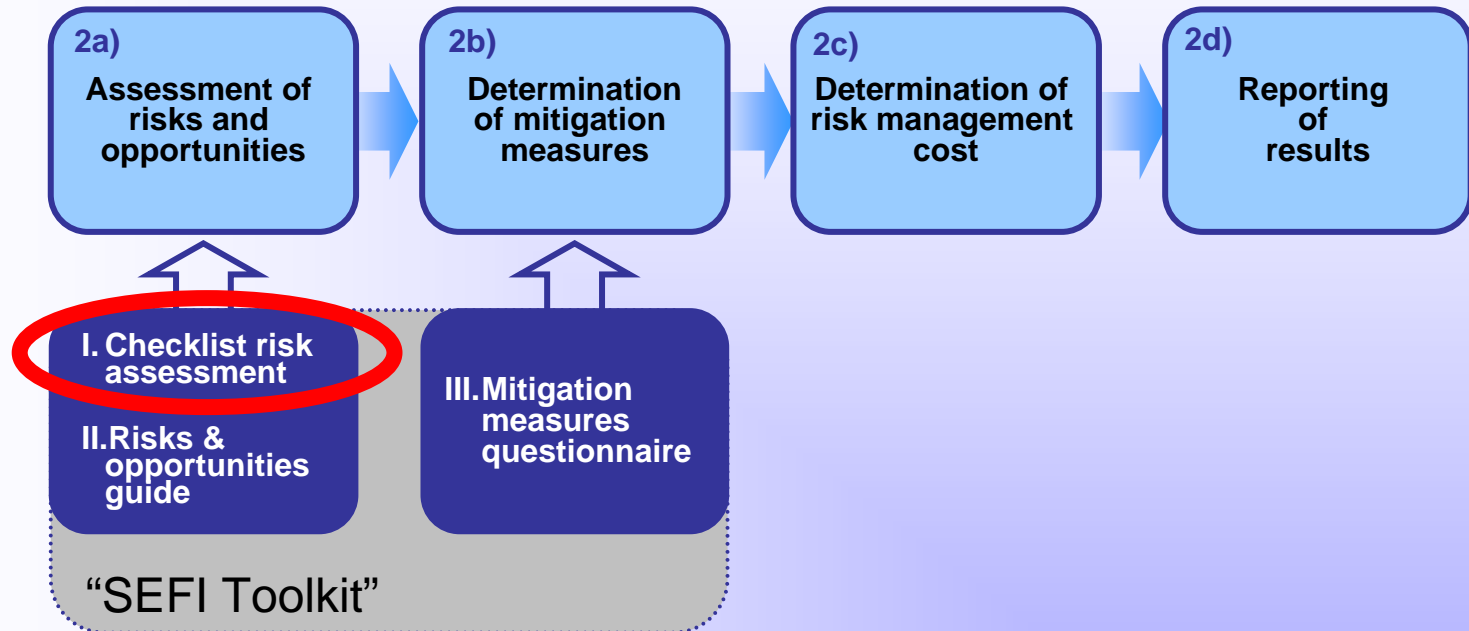 2a)
Assessment of
risks and
opportunities
2b)
Determination
of mitigation
measures
2c)
Determination of
risk management
cost
2d)
Reporting
of
results
I. Checklist risk
assessment
II.Risks &
opportunities
guide
III.Mitigation
measures
questionnaire
“SEFI Toolkit”